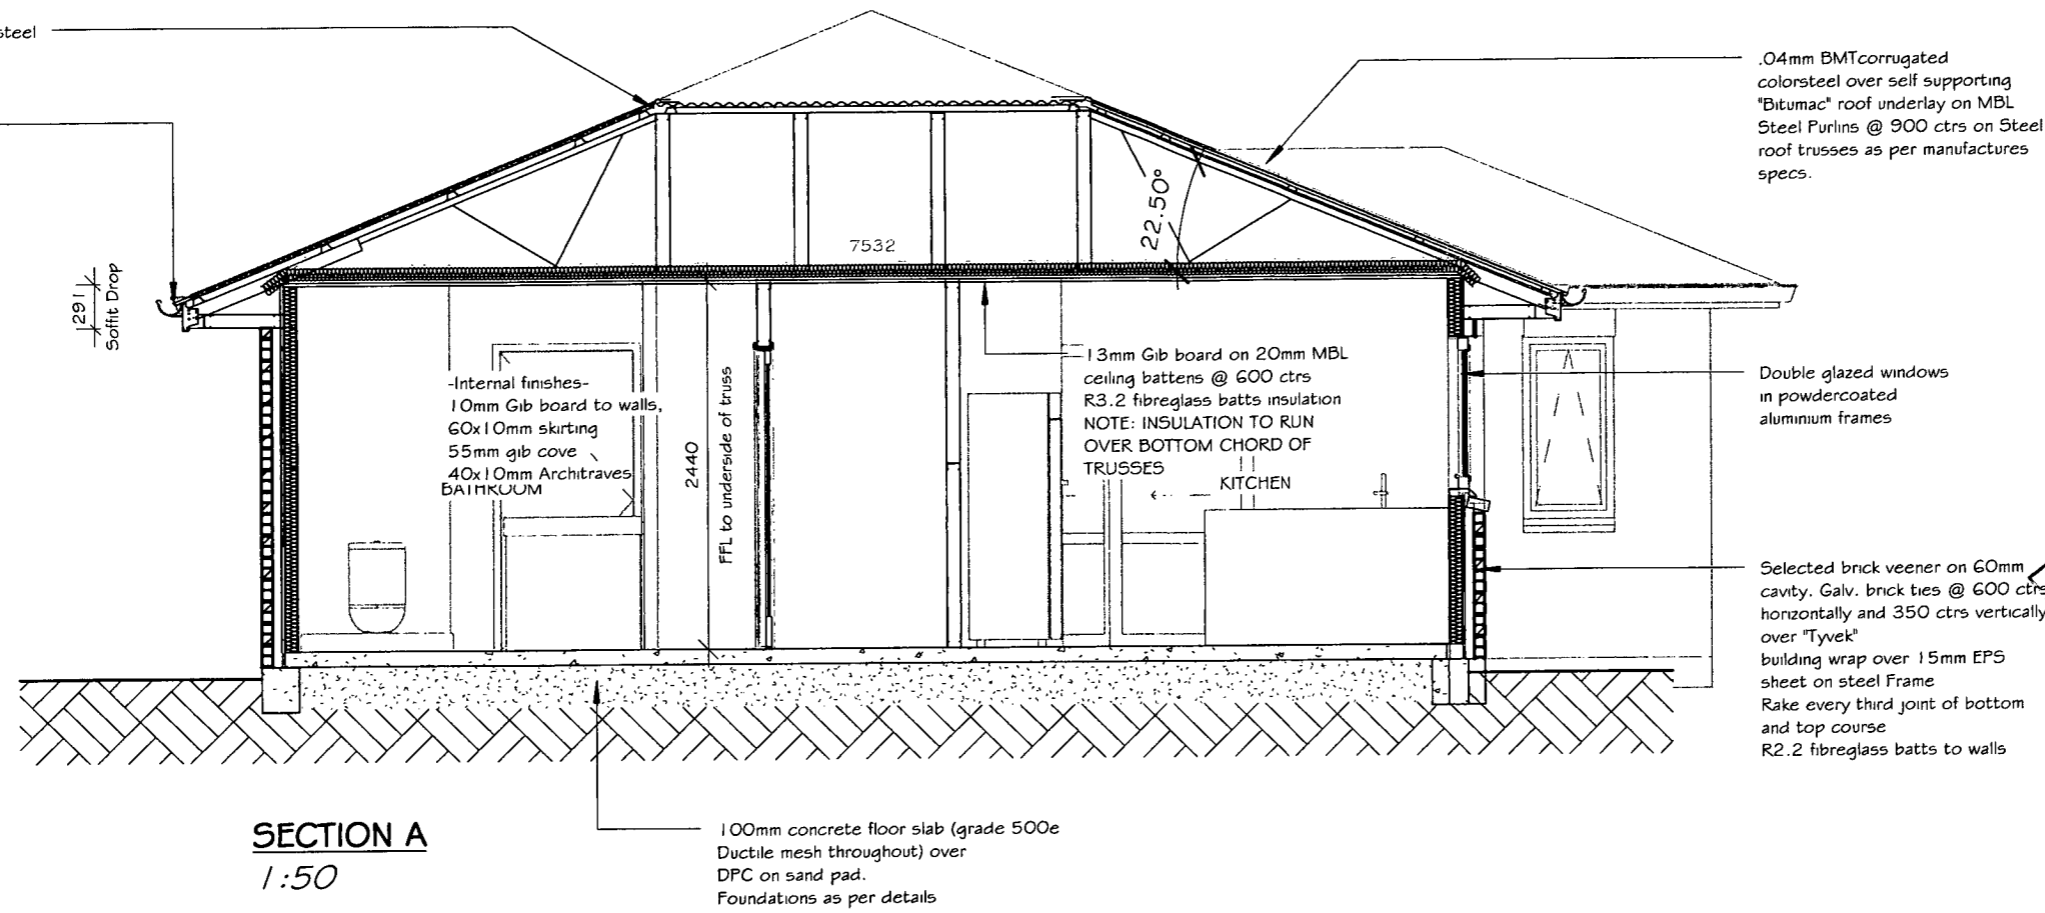 steel
.04mm BMTcorrugated
colorsteel over self supporting
"Bitumac" roof underlay on MBL
Steel Purlins @ 900 ctrs on Steel
roof trusses as per manufactures
specs.
22.50°
7532
291
Soffit Drop
-Internal finishes-
10mm Gib board to walls,
60x10mm skirting
55mm gib cove
40x10mm Architraves
BATHROOM
2440
FFL to underside of truss
13mm Gib board on 20mm MBL
ceiling battens @ 600 ctrs
R3.2 fibreglass batts insulation
NOTE: INSULATION TO RUN
OVER BOTTOM CHORD OF
TRUSSES
KITCHEN
Double glazed windows
in powdercoated
aluminium frames
Selected brick veener on 60mm
cavity. Galv. brick ties @ 600 ctrs
horizontally and 350 ctrs vertically
over "Tyvek"
building wrap over 15mm EPS
sheet on steel Frame
Rake every third joint of bottom
and top course
R2.2 fibreglass batts to walls
SECTION A
1:50
100mm concrete floor slab (grade 500e
Ductile mesh throughout) over
DPC on sand pad.
Foundations as per details